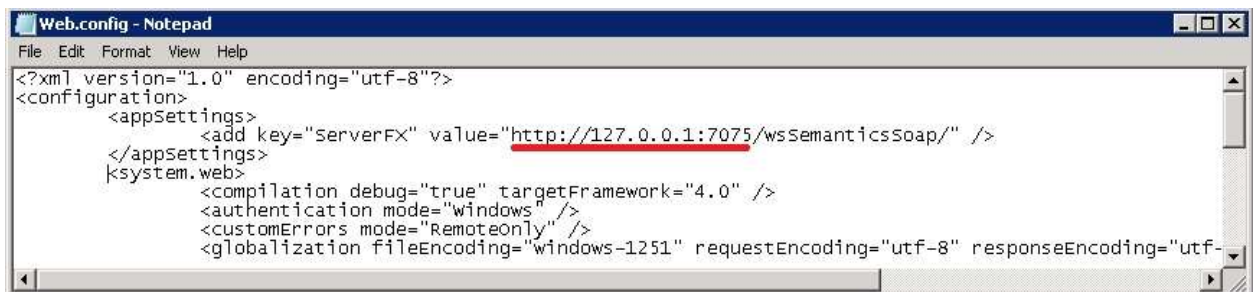 Web.config - Notepad
File Edit Format View Help
<?xml version="1.0" encoding="utf-8"?>
<configuration>
<appSettings>
<add key="ServerFX" value="http://127.0.0.1:7075/wsSemanticsSoap/" />
</appSettings>
<system.web>
<compilation debug="true" targetFramework="4.0" />
<authentication mode="Windows" />
<customErrors mode="RemoteOnly" />
<globalization fileEncoding="windows-1251" requestEncoding="utf-8" responseEncoding="utf-